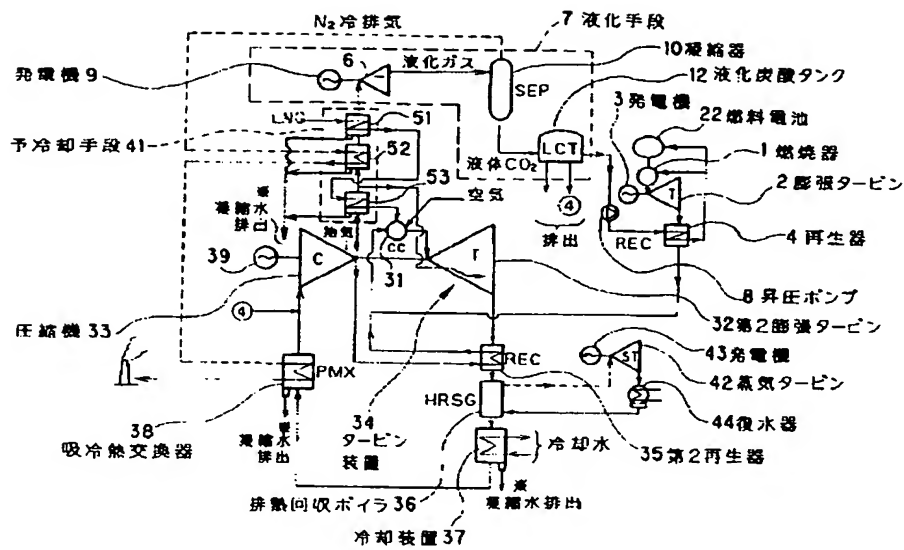 N₂冷排気
7 液化手段
発電機 9
6
液化ガス
10 凝縮器
SEP
12 液化炭酸タンク
3 発電機
22 燃料電池
LNG
51
予冷却手段 41
52
LCT
1 燃焼器
液体CO₂
T
2 膨張タービン
53
空気
④
※
凝縮水
排出
抽気
CC
排出
REC
4 再生器
39
C
31
T
8 昇圧ポンプ
圧縮機 33
④
32 第2膨張タービン
43 発電機
REC
ST
PMX
42 蒸気タービン
HRSG
44 復水器
38
吸冷熱交換器
※
凝縮水
排出
34
タービン
装置
冷却水
35 第2再生器
排熱回収ボイラ 36
※
凝縮水排出
冷却装置 37